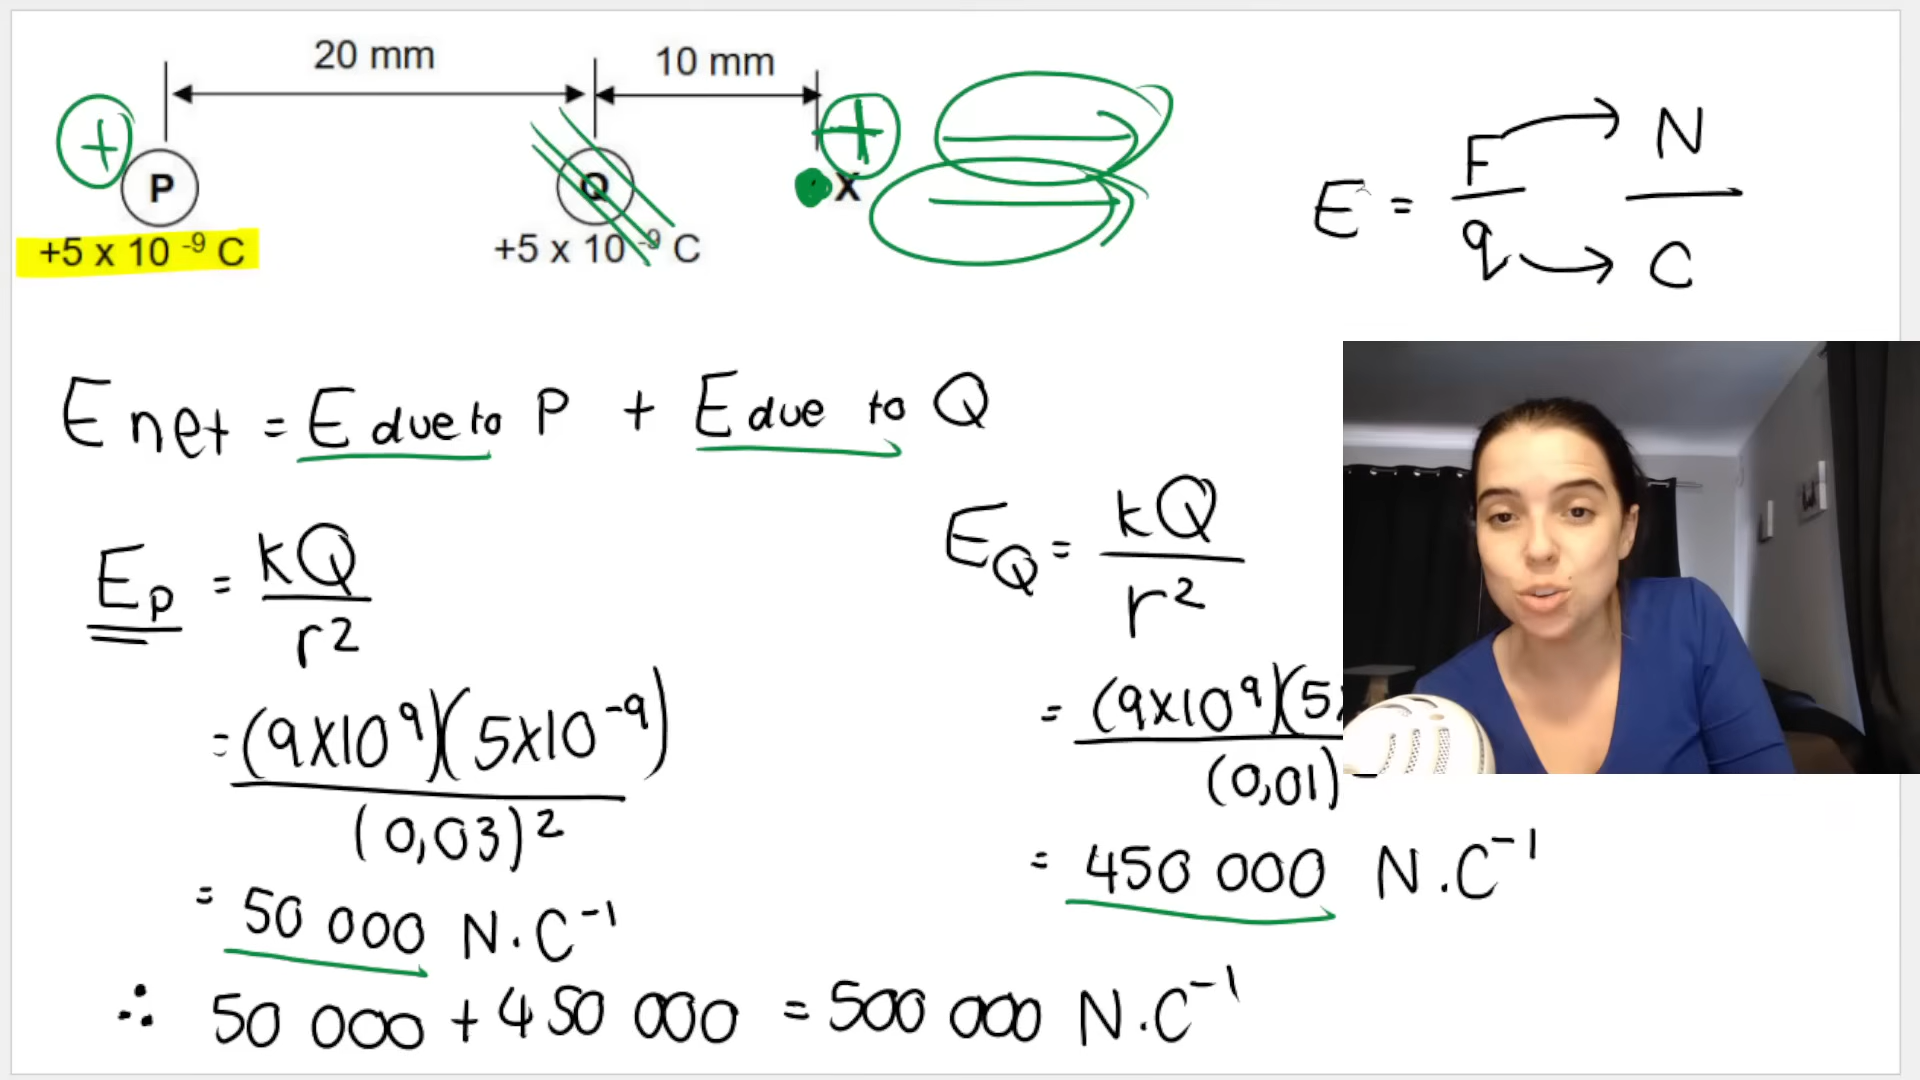 20 mm
10 mm
+
P
Q
+
X
+5 x 10 -9 C
+5 x 10 -9 C
E = F/q
N/C
E net = E due to P + E due to Q
EP = kQ/r²
= (9x10⁹)(5x10⁻⁹)/(0,03)²
= 50 000 N.C⁻¹
EQ = kQ/r²
= (9x10⁹)(5x/(0,01)
= 450 000 N.C⁻¹
∴ 50 000 + 450 000 = 500 000 N.C⁻¹